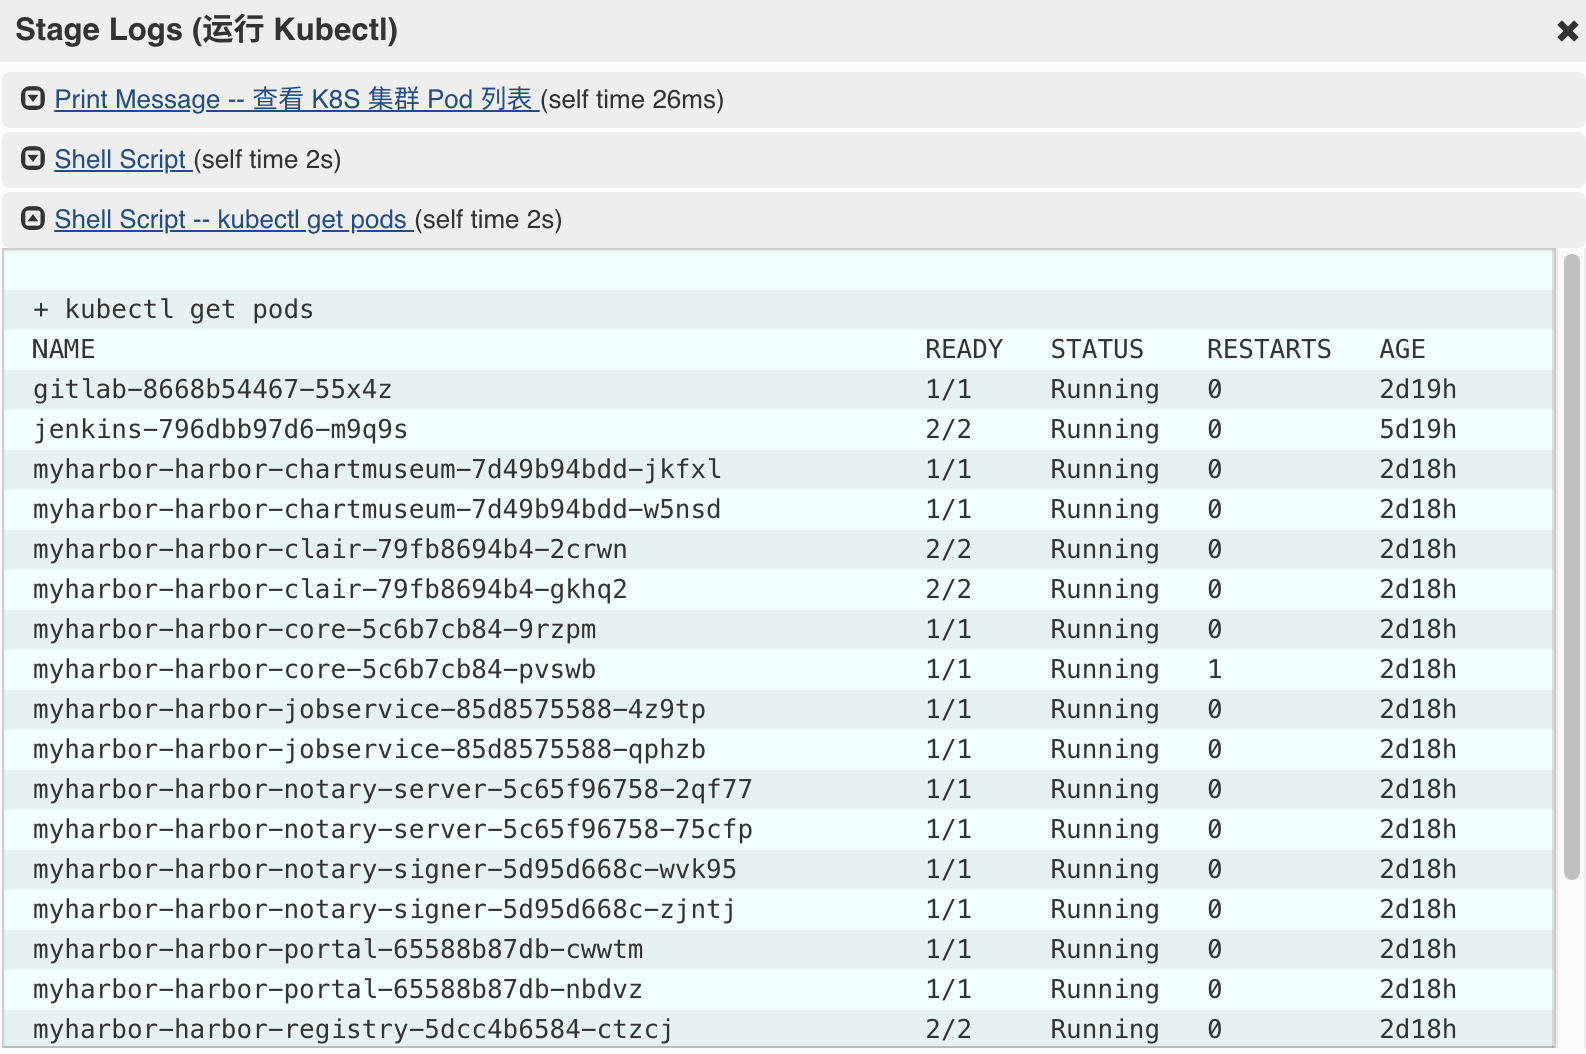 Stage Logs (运行 Kubectl)
Print Message -- 查看 K8S 集群 Pod 列表 (self time 26ms)
Shell Script (self time 2s)
Shell Script -- kubectl get pods (self time 2s)
+ kubectl get pods
NAME READY STATUS RESTARTS AGE
gitlab-8668b54467-55x4z 1/1 Running 0 2d19h
jenkins-796dbb97d6-m9q9s 2/2 Running 0 5d19h
myharbor-harbor-chartmuseum-7d49b94bdd-jkfxl 1/1 Running 0 2d18h
myharbor-harbor-chartmuseum-7d49b94bdd-w5nsd 1/1 Running 0 2d18h
myharbor-harbor-clair-79fb8694b4-2crwn 2/2 Running 0 2d18h
myharbor-harbor-clair-79fb8694b4-gkhq2 2/2 Running 0 2d18h
myharbor-harbor-core-5c6b7cb84-9rzpm 1/1 Running 0 2d18h
myharbor-harbor-core-5c6b7cb84-pvswb 1/1 Running 1 2d18h
myharbor-harbor-jobservice-85d8575588-4z9tp 1/1 Running 0 2d18h
myharbor-harbor-jobservice-85d8575588-qphzb 1/1 Running 0 2d18h
myharbor-harbor-notary-server-5c65f96758-2qf77 1/1 Running 0 2d18h
myharbor-harbor-notary-server-5c65f96758-75cfp 1/1 Running 0 2d18h
myharbor-harbor-notary-signer-5d95d668c-wvk95 1/1 Running 0 2d18h
myharbor-harbor-notary-signer-5d95d668c-zjntj 1/1 Running 0 2d18h
myharbor-harbor-portal-65588b87db-cwwtm 1/1 Running 0 2d18h
myharbor-harbor-portal-65588b87db-nbdvz 1/1 Running 0 2d18h
myharbor-harbor-registry-5dcc4b6584-ctzcj 2/2 Running 0 2d18h